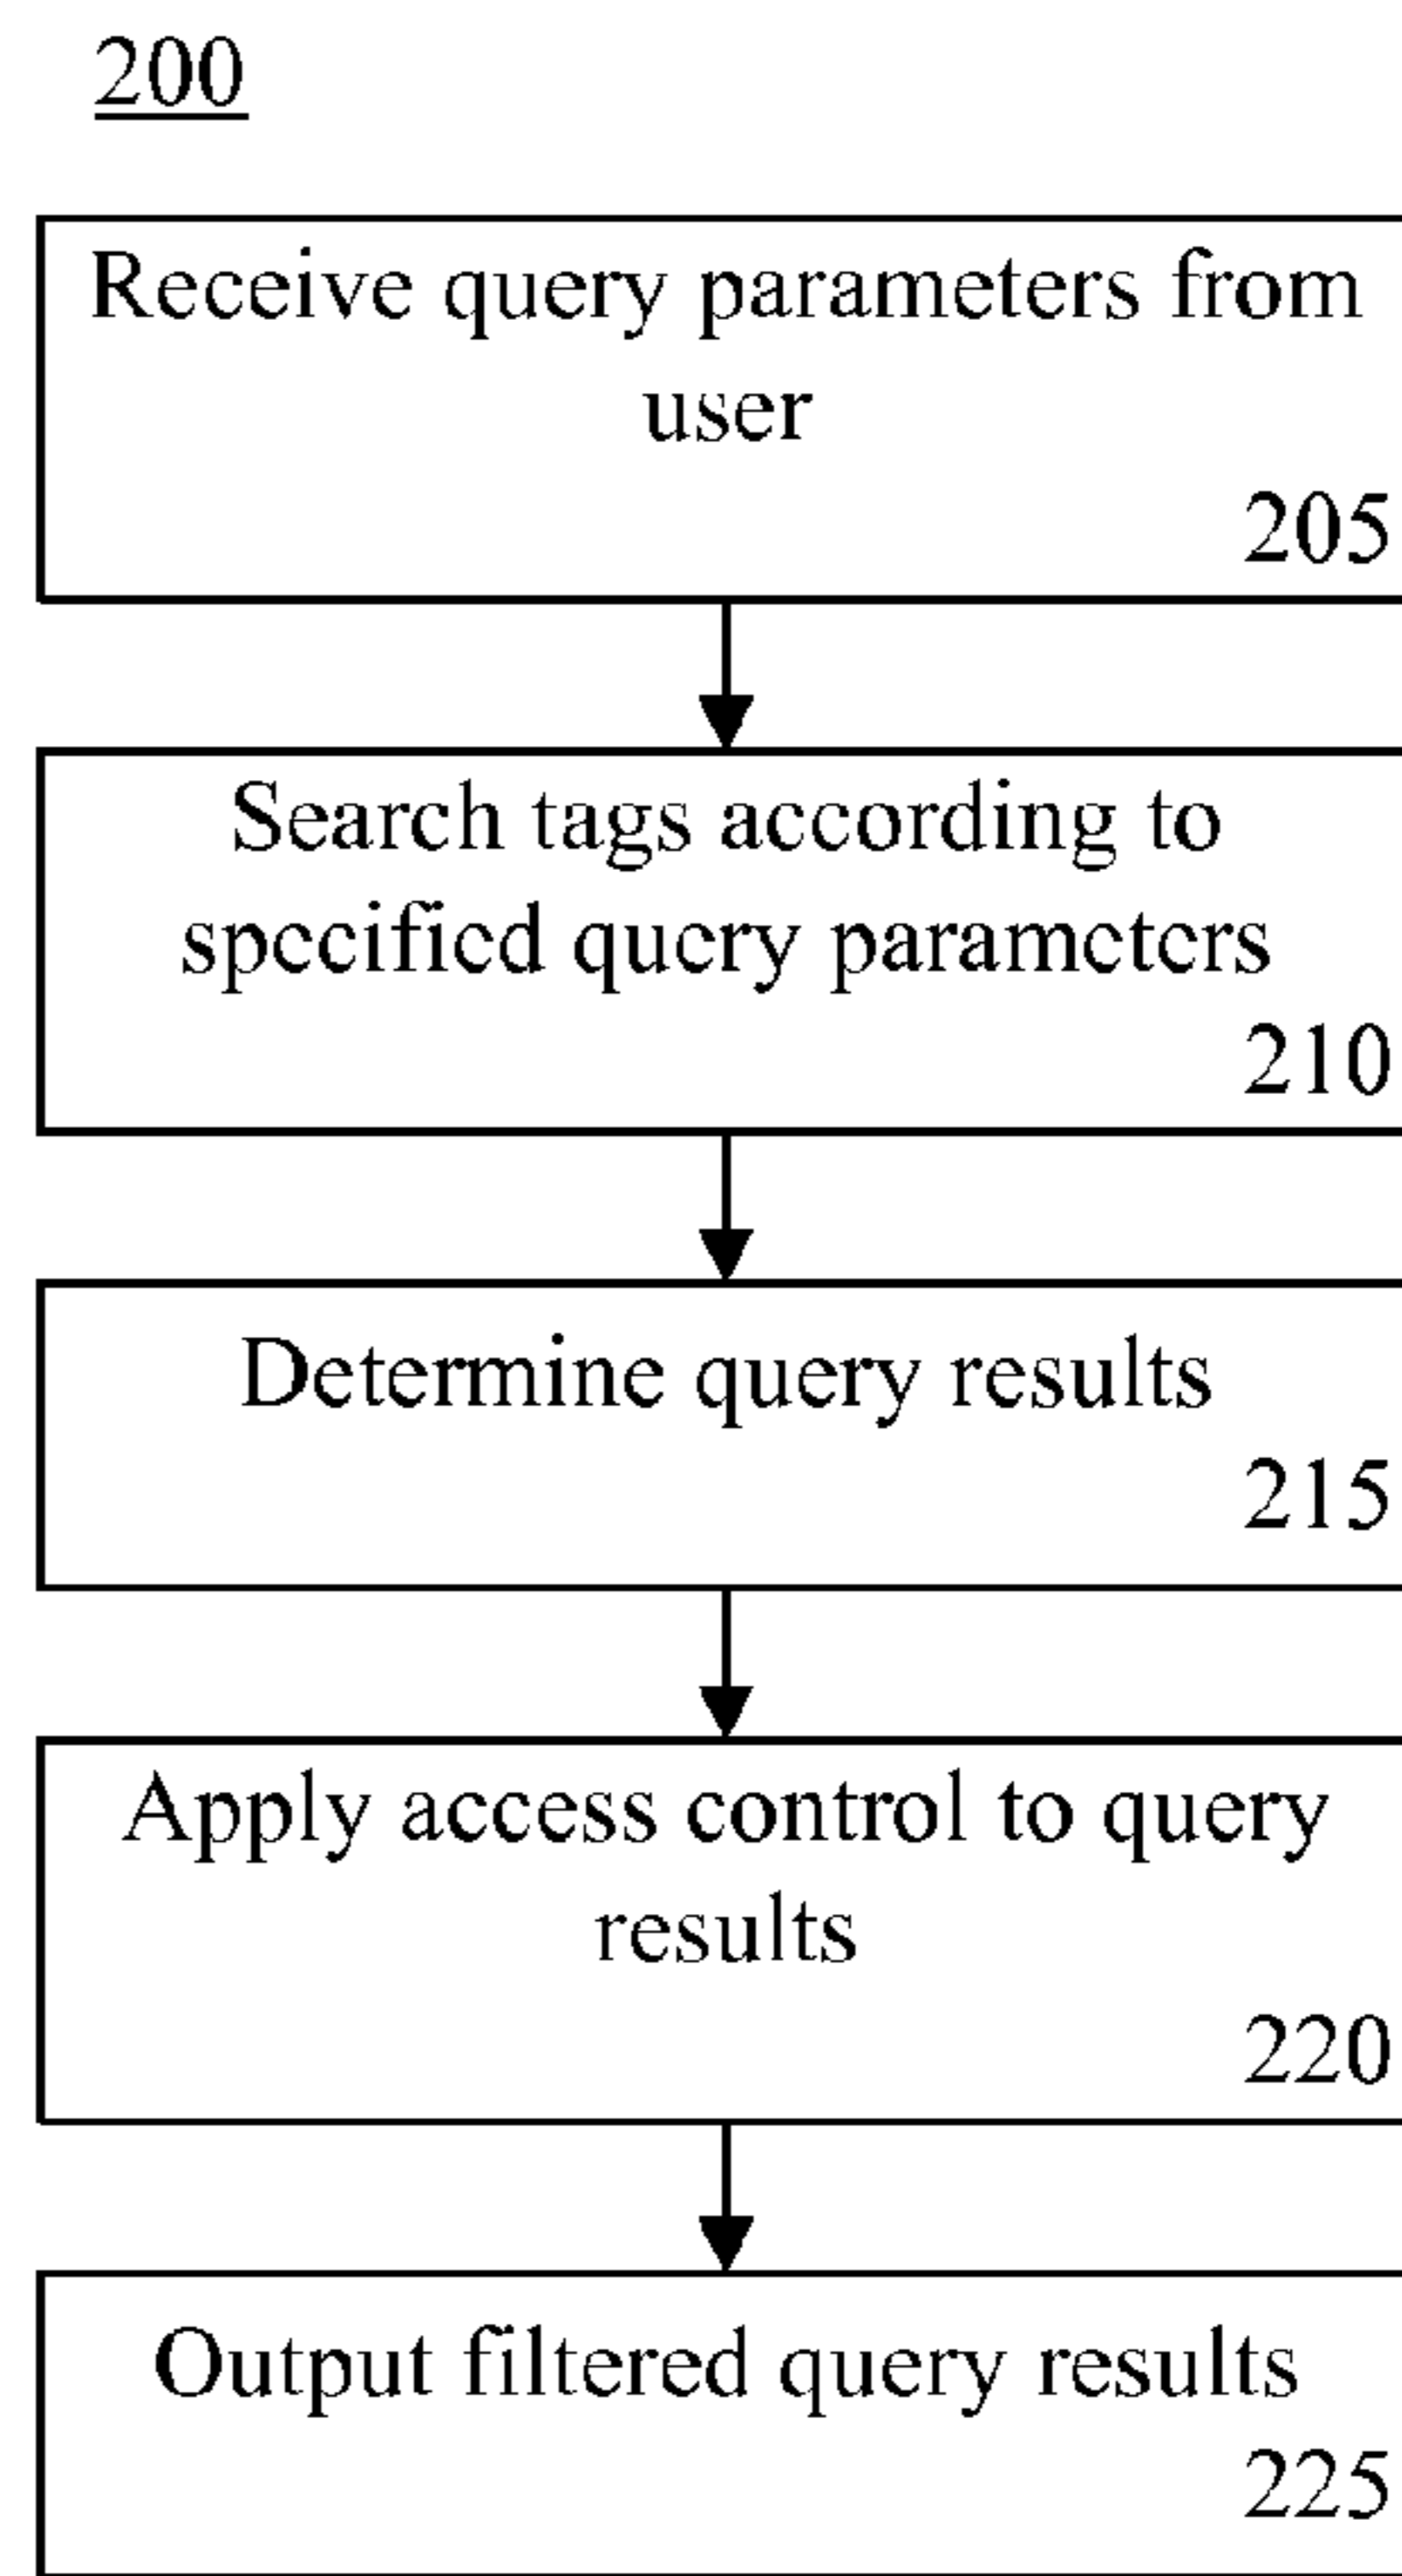 200
Receive query parameters from
user
205
Search tags according to
specified query parameters
210
Determine query results
215
Apply access control to query
results
220
Output filtered query results
225